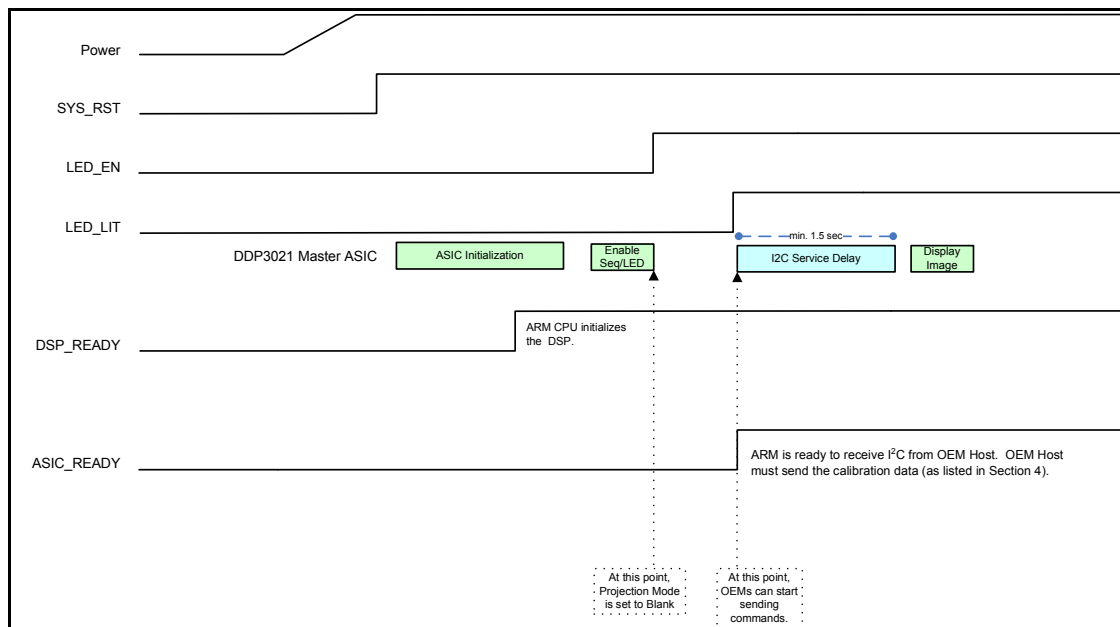 Power
SYS_RST
LED_EN
LED_LIT
min. 1.5 sec
DDP3021 Master ASIC
ASIC Initialization
Enable
Seq/LED
I2C Service Delay
Display
Image
ARM CPU initializes
the DSP.
DSP_READY
ASIC_READY
ARM is ready to receive I²C from OEM Host. OEM Host
must send the calibration data (as listed in Section 4).
At this point,
Projection Mode
is set to Blank
At this point,
OEMs can start
sending
commands.